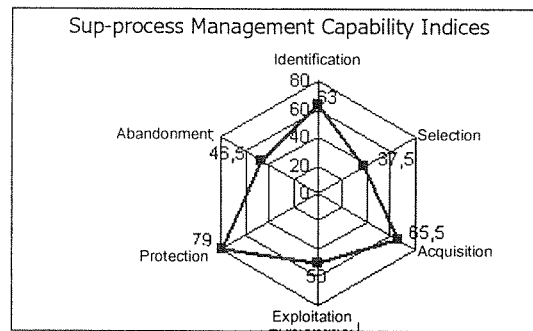 Sup-process Management Capability Indices
Identification
80
63
60
Abandonment
Selection
46,5
40
37,5
20
0
79
65,5
Protection
Acquisition
50
Exploitation